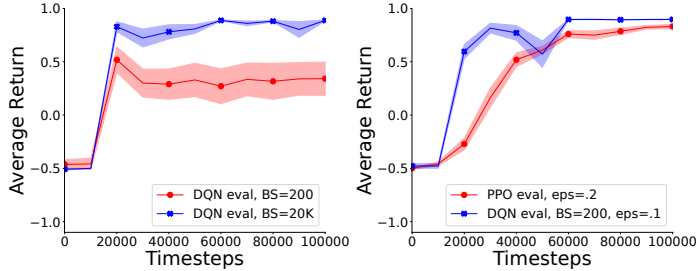 Average Return
1.0
0.5
0.0
−0.5
−1.0
DQN eval, BS=200
DQN eval, BS=20K
0 20000 40000 60000 80000 100000
Timesteps
Average Return
1.0
0.5
0.0
−0.5
−1.0
PPO eval, eps=.2
DQN eval, BS=200, eps=.1
0 20000 40000 60000 80000 100000
Timesteps